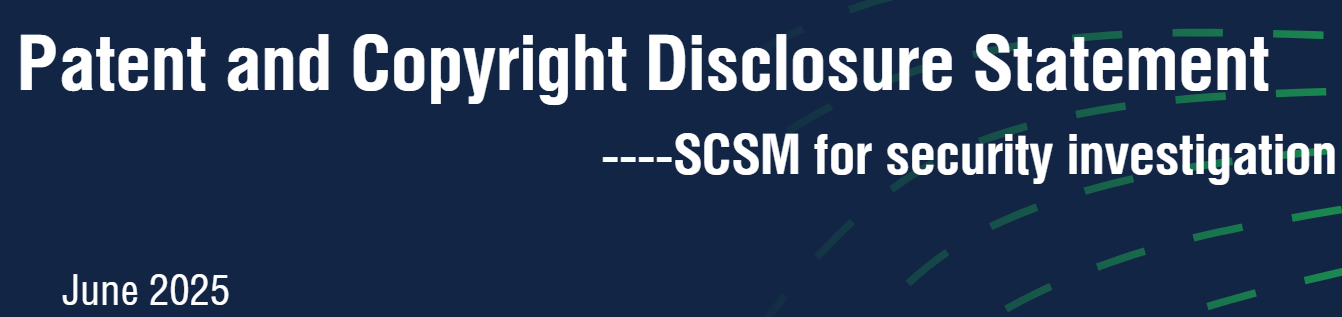 Patent and Copyright Disclosure Statement
----SCSM for security investigation
June 2025